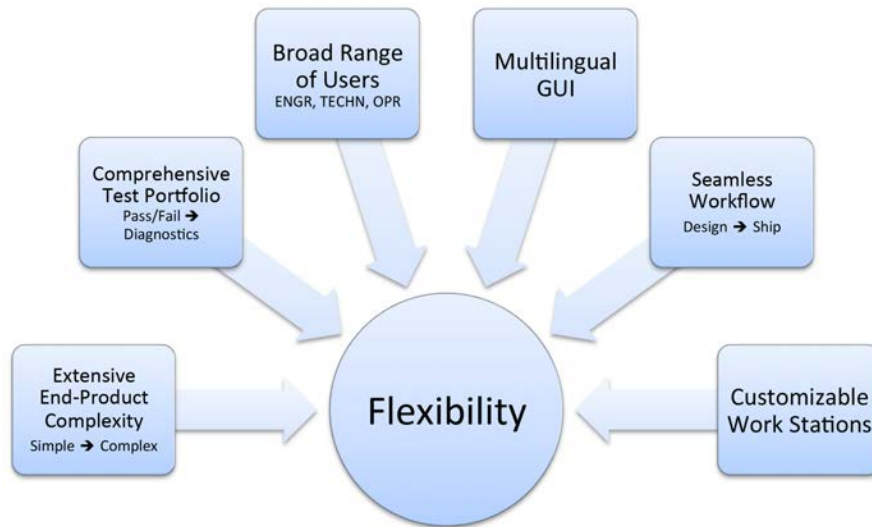 Broad Range
of Users
ENGR, TECHN, OPR
Multilingual
GUI
Comprehensive
Test Portfolio
Pass/Fail ➔
Diagnostics
Seamless
Workflow
Design ➔ Ship
Extensive
End-Product
Complexity
Simple ➔ Complex
Flexibility
Customizable
Work Stations